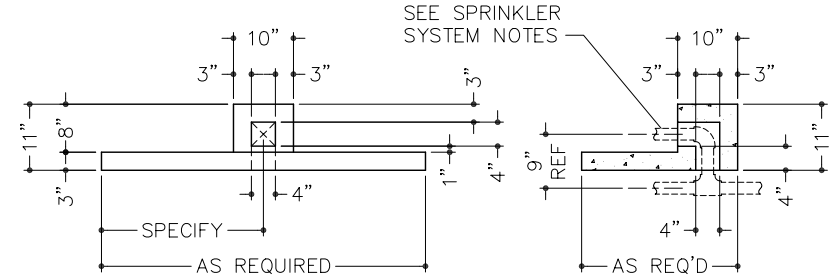 SEE SPRINKLER
SYSTEM NOTES
10"
10"
3"
3"
3"
3"
3"
11"
8"
3"
1"
4"
4"
9"
REF
11"
4"
4"
SPECIFY
AS REQUIRED
AS REQ'D